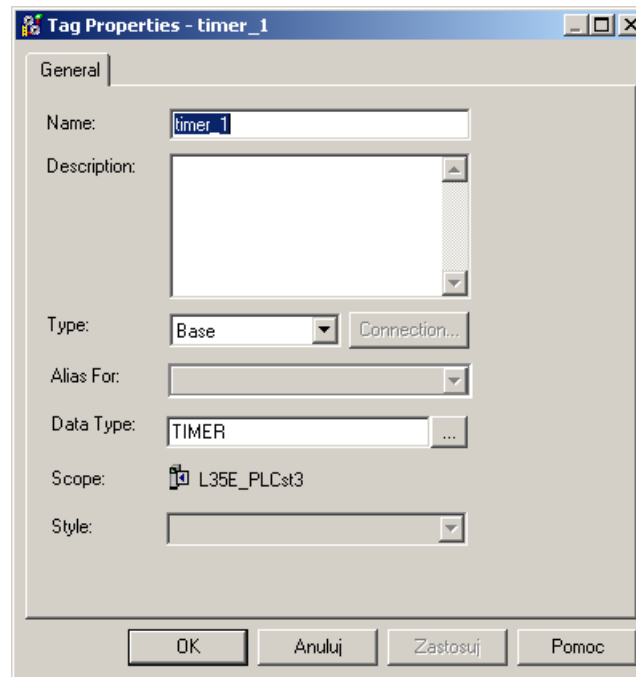 Tag Properties - timer_1
General
Name: timer_1
Description:
Type: Base Connection...
Alias For:
Data Type: TIMER ...
Scope: L35E_PLCst3
Style:
OK Anuluj Zastosuj Pomoc